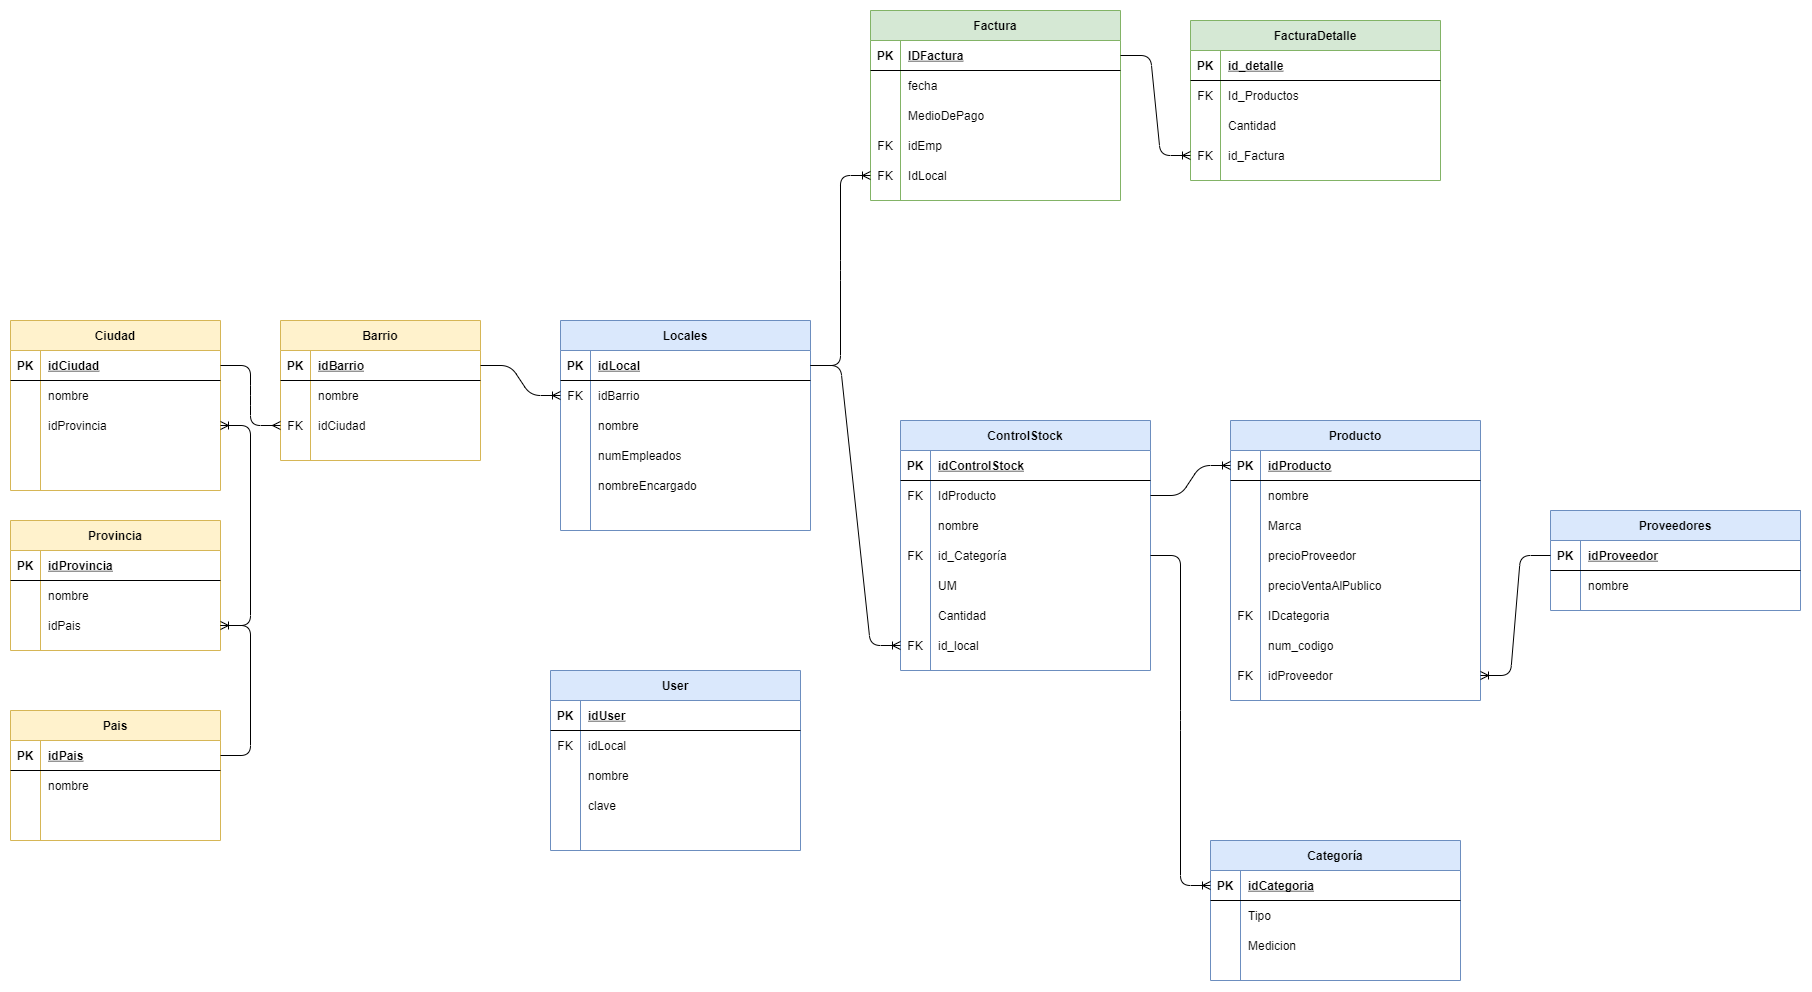 Factura
PK IDFactura
fecha
MedioDePago
FK idEmp
FK IdLocal
FacturaDetalle
PK id_detalle
FK Id_Productos
Cantidad
FK id_Factura
Ciudad
PK idCiudad
nombre
idProvincia
Barrio
PK idBarrio
nombre
FK idCiudad
Locales
PK idLocal
FK idBarrio
nombre
numEmpleados
nombreEncargado
ControlStock
PK idControlStock
FK IdProducto
nombre
FK id_Categoría
UM
Cantidad
FK id_local
Producto
PK idProducto
nombre
Marca
precioProveedor
precioVentaAlPublico
FK IDcategoria
num_codigo
FK idProveedor
Proveedores
PK idProveedor
nombre
Provincia
PK idProvincia
nombre
idPais
User
PK idUser
FK idLocal
nombre
clave
Pais
PK idPais
nombre
Categoría
PK idCategoria
Tipo
Medicion